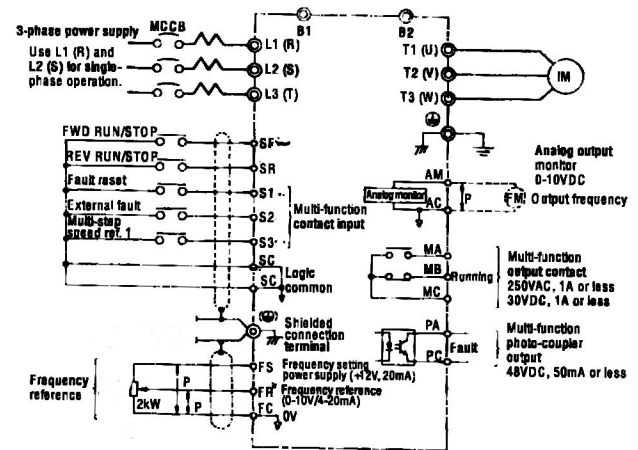 3-phase power supply
MCCB
Use L1 (R) and
L2 (S) for single-
phase operation.
L1 (R)
L2 (S)
L3 (T)
B1
B2
T1 (U)
T2 (V)
T3 (W)
IM
FWD RUN/STOP
REV RUN/STOP
Fault reset
External fault
Multi-step
speed ref. 1
SF
SR
S1
S2
S3
SC
SC
Multi-function
contact input
Logic
common
Shielded
connection
terminal
AM
AC
Analog monitor
P
FM
Analog output
monitor
0-10VDC
Output frequency
MA
MB
MC
Running
Multi-function
output contact
250VAC, 1A or less
30VDC, 1A or less
PA
PC
Fault
Multi-function
photo-coupler
output
48VDC, 50mA or less
Frequency
reference
2kW
P
P
FS
FR
FC
Frequency setting
power supply (+12V, 20mA)
Frequency reference
(0-10V/4-20mA)
0V